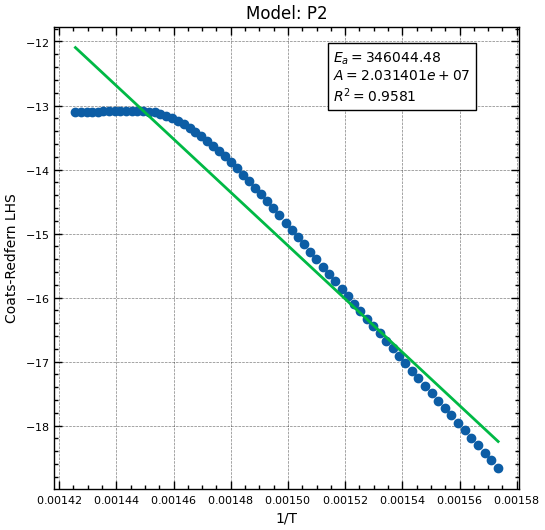 Model: P2
−12
−13
−14
−15
−16
−17
−18
Coats-Redfern LHS
Eₐ = 346044.48
A = 2.031401e + 07
R² = 0.9581
0.00142 0.00144 0.00146 0.00148 0.00150 0.00152 0.00154 0.00156 0.00158
1/T